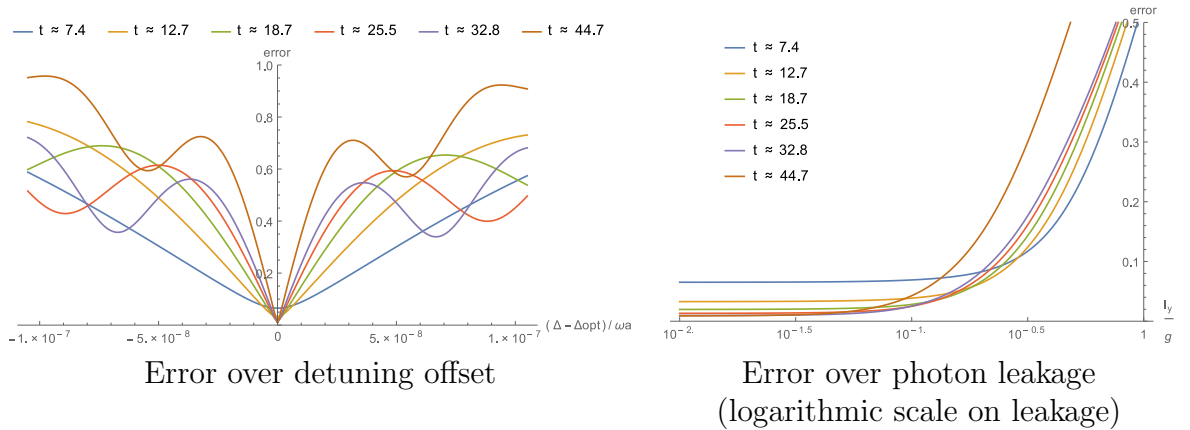 t ≈ 7.4 t ≈ 12.7 t ≈ 18.7 t ≈ 25.5 t ≈ 32.8 t ≈ 44.7
error
1.0
0.8
0.6
0.4
0.2
−1.×10⁻⁷ −5.×10⁻⁸ 0 5.×10⁻⁸ 1.×10⁻⁷
(Δ−Δopt)/ωa
Error over detuning offset
error
0.5
0.4
0.3
0.2
0.1
t ≈ 7.4
t ≈ 12.7
t ≈ 18.7
t ≈ 25.5
t ≈ 32.8
t ≈ 44.7
10⁻²· 10⁻¹·⁵ 10⁻¹· 10⁻⁰·⁵ 1
Iᵧ
g
Error over photon leakage
(logarithmic scale on leakage)